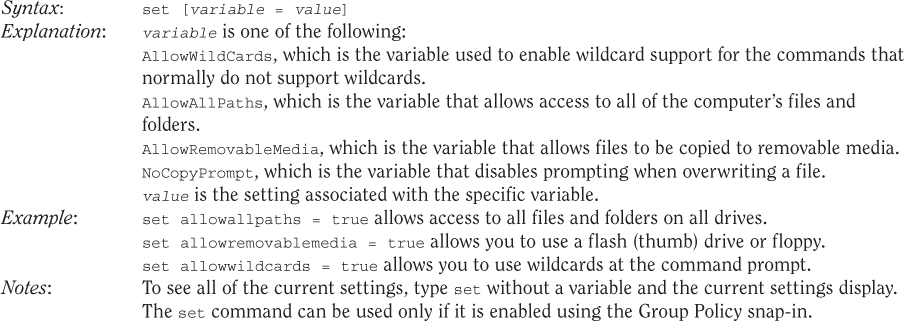 Syntax: set [variable = value]
Explanation: variable is one of the following:
AllowWildCards, which is the variable used to enable wildcard support for the commands that
normally do not support wildcards.
AllowAllPaths, which is the variable that allows access to all of the computer's files and
folders.
AllowRemovableMedia, which is the variable that allows files to be copied to removable media.
NoCopyPrompt, which is the variable that disables prompting when overwriting a file.
value is the setting associated with the specific variable.
Example: set allowallpaths = true allows access to all files and folders on all drives.
set allowremovablemedia = true allows you to use a flash (thumb) drive or floppy.
set allowwildcards = true allows you to use wildcards at the command prompt.
Notes: To see all of the current settings, type set without a variable and the current settings display.
The set command can be used only if it is enabled using the Group Policy snap-in.